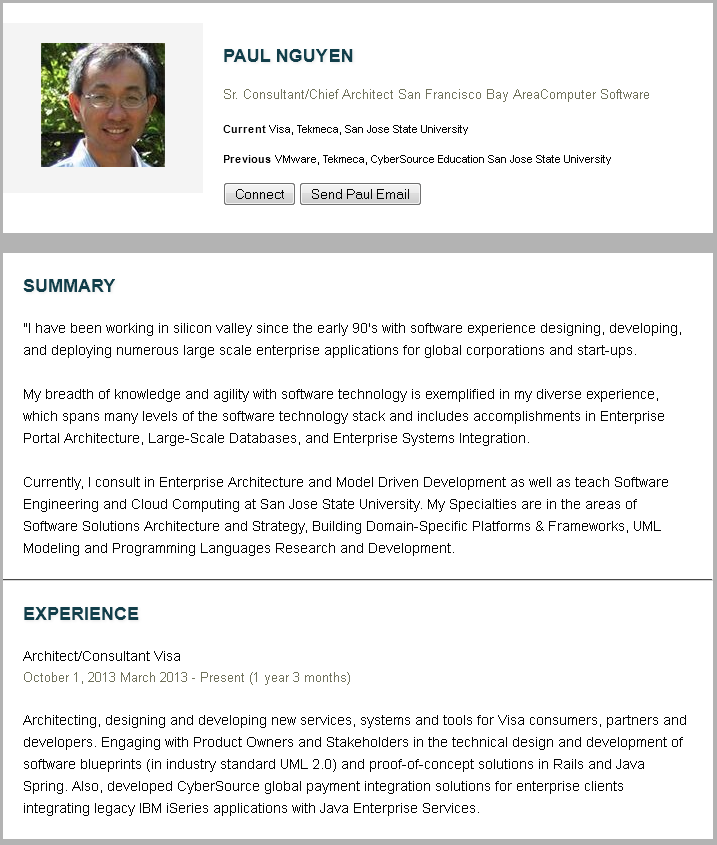 PAUL NGUYEN
Sr. Consultant/Chief Architect San Francisco Bay AreaComputer Software
Current Visa, Tekmeca, San Jose State University
Previous VMware, Tekmeca, CyberSource Education San Jose State University
Connect Send Paul Email
SUMMARY
"I have been working in silicon valley since the early 90's with software experience designing, developing,
and deploying numerous large scale enterprise applications for global corporations and start-ups.
My breadth of knowledge and agility with software technology is exemplified in my diverse experience,
which spans many levels of the software technology stack and includes accomplishments in Enterprise
Portal Architecture, Large-Scale Databases, and Enterprise Systems Integration.
Currently, I consult in Enterprise Architecture and Model Driven Development as well as teach Software
Engineering and Cloud Computing at San Jose State University. My Specialties are in the areas of
Software Solutions Architecture and Strategy, Building Domain-Specific Platforms & Frameworks, UML
Modeling and Programming Languages Research and Development.
EXPERIENCE
Architect/Consultant Visa
October 1, 2013 March 2013 - Present (1 year 3 months)
Architecting, designing and developing new services, systems and tools for Visa consumers, partners and
developers. Engaging with Product Owners and Stakeholders in the technical design and development of
software blueprints (in industry standard UML 2.0) and proof-of-concept solutions in Rails and Java
Spring. Also, developed CyberSource global payment integration solutions for enterprise clients
integrating legacy IBM iSeries applications with Java Enterprise Services.